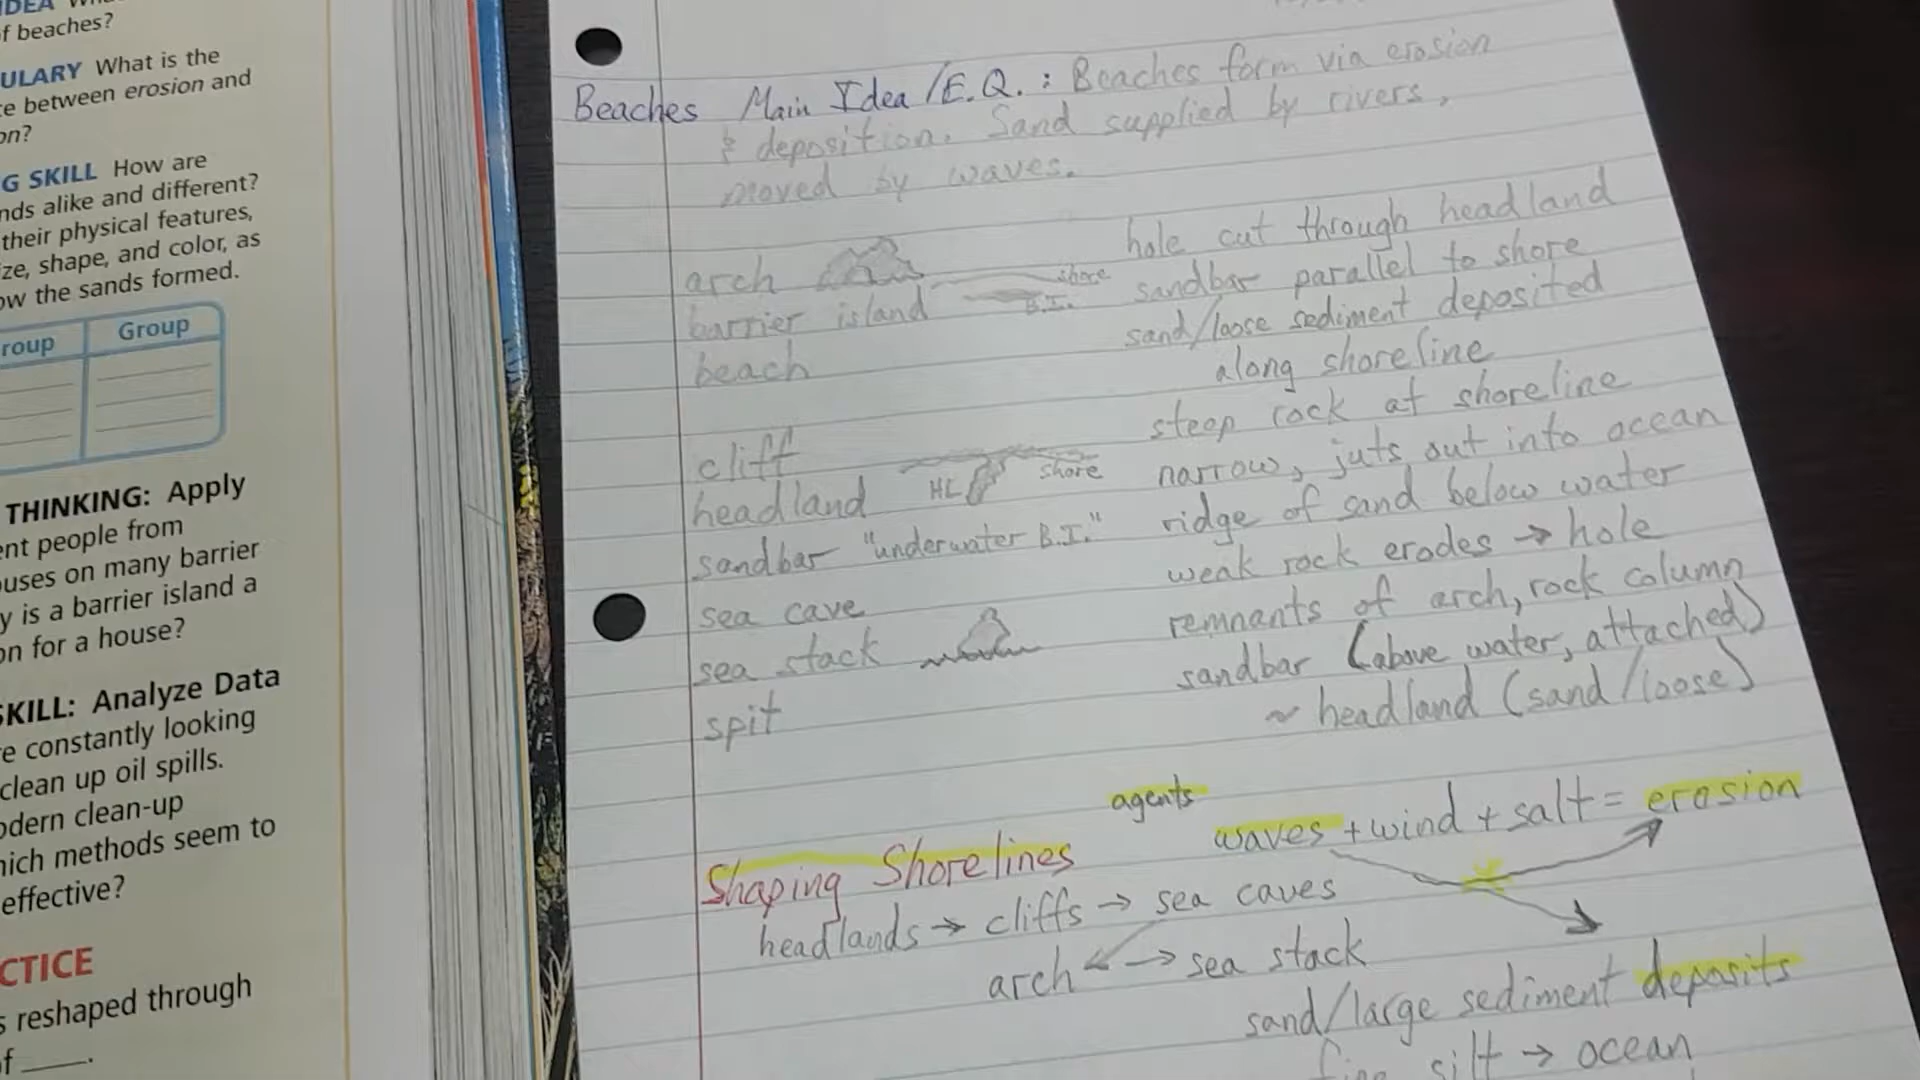 IDEA
f beaches?
ULARY What is the
e between erosion and
on?
G SKILL How are
nds alike and different?
their physical features,
ze, shape, and color, as
ow the sands formed.
roup Group
THINKING: Apply
ent people from
uses on many barrier
y is a barrier island a
on for a house?
SKILL: Analyze Data
e constantly looking
clean up oil spills.
odern clean-up
hich methods seem to
effective?
CTICE
s reshaped through
f ____.
Beaches Main Idea/E.Q.: Beaches form via erosion
& deposition. Sand supplied by rivers,
moved by waves.
arch hole cut through headland
barrier island shore B.I. sandbar parallel to shore
beach sand/loose sediment deposited
along shoreline
cliff steep rock at shoreline
headland HL shore narrow, juts out into ocean
sandbar "underwater B.I." ridge of sand below water
sea cave weak rock erodes → hole
sea stack remnants of arch, rock column
spit sandbar (above water, attached)
~ headland (sand/loose)
agents
waves + wind + salt = erosion
Shaping Shorelines
headlands → cliffs → sea caves
arch → sea stack
sand/large sediment deposits
silt → ocean